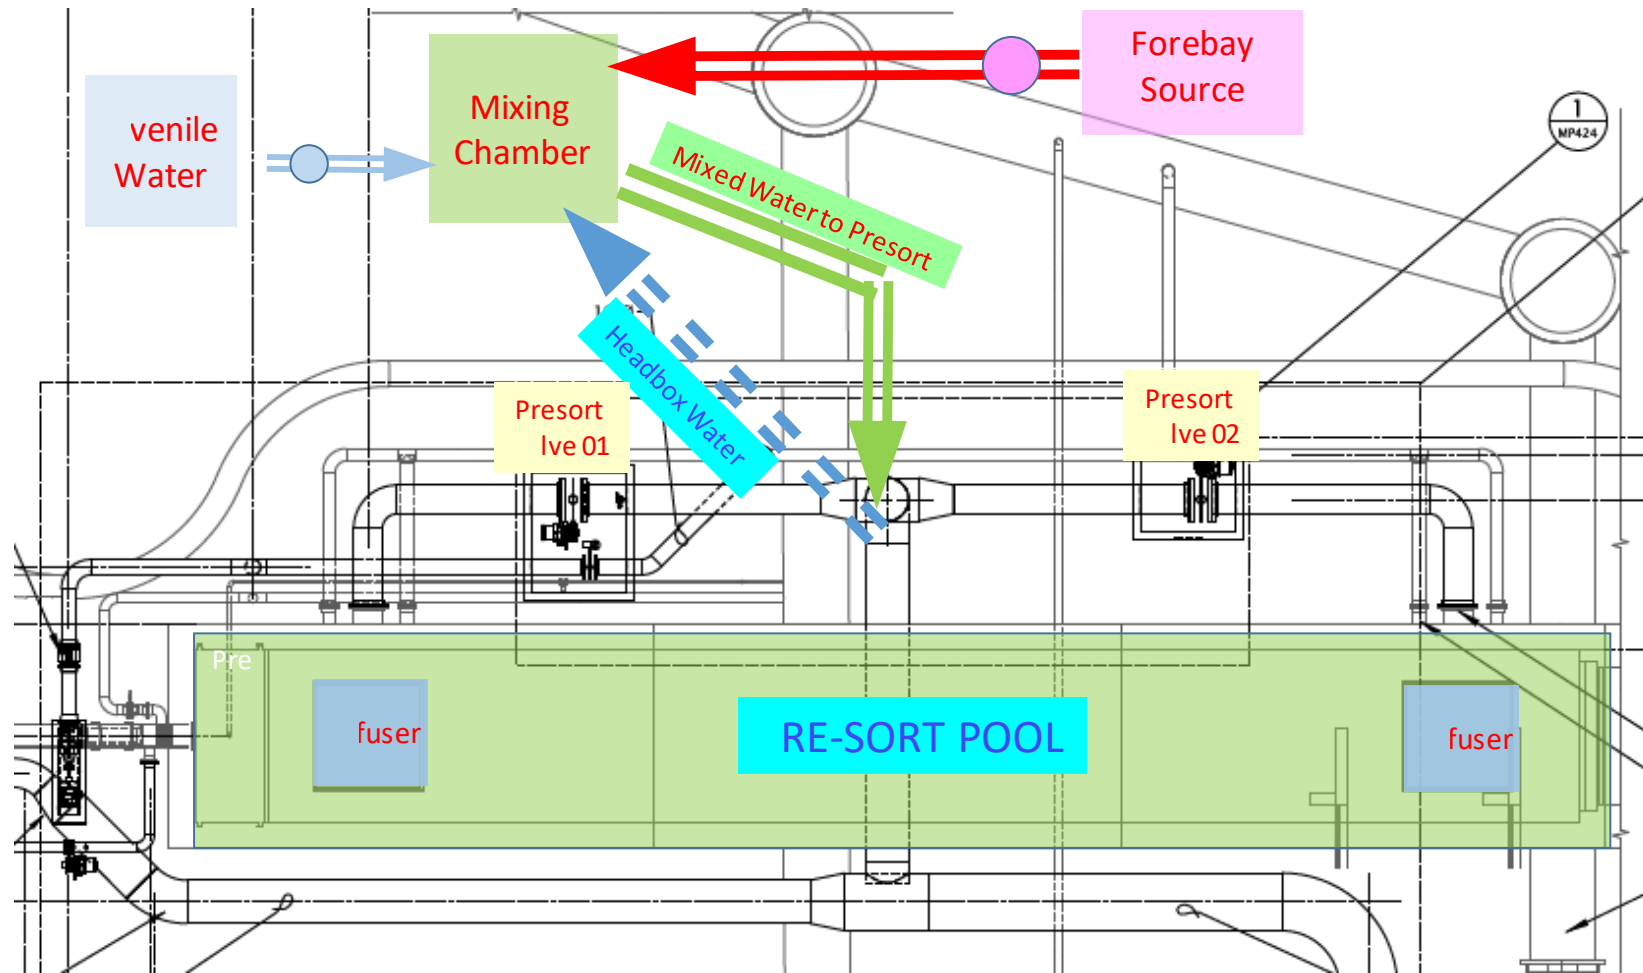 Forebay
Source
Mixing
Chamber
venile
Water
1
MP424
Mixed Water to Presort
Headbox Water
Presort
lve 01
Presort
lve 02
Pre
fuser
RE-SORT POOL
fuser